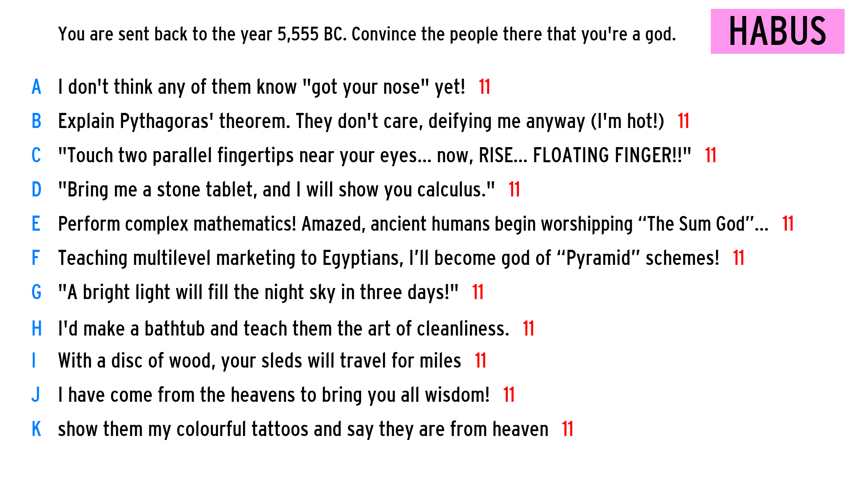 You are sent back to the year 5,555 BC. Convince the people there that you're a god.
HABUS
A I don't think any of them know "got your nose" yet! 11
B Explain Pythagoras' theorem. They don't care, deifying me anyway (I'm hot!) 11
C "Touch two parallel fingertips near your eyes... now, RISE... FLOATING FINGER!!" 11
D "Bring me a stone tablet, and I will show you calculus." 11
E Perform complex mathematics! Amazed, ancient humans begin worshipping “The Sum God”... 11
F Teaching multilevel marketing to Egyptians, I’ll become god of “Pyramid” schemes! 11
G "A bright light will fill the night sky in three days!" 11
H I'd make a bathtub and teach them the art of cleanliness. 11
I With a disc of wood, your sleds will travel for miles 11
J I have come from the heavens to bring you all wisdom! 11
K show them my colourful tattoos and say they are from heaven 11